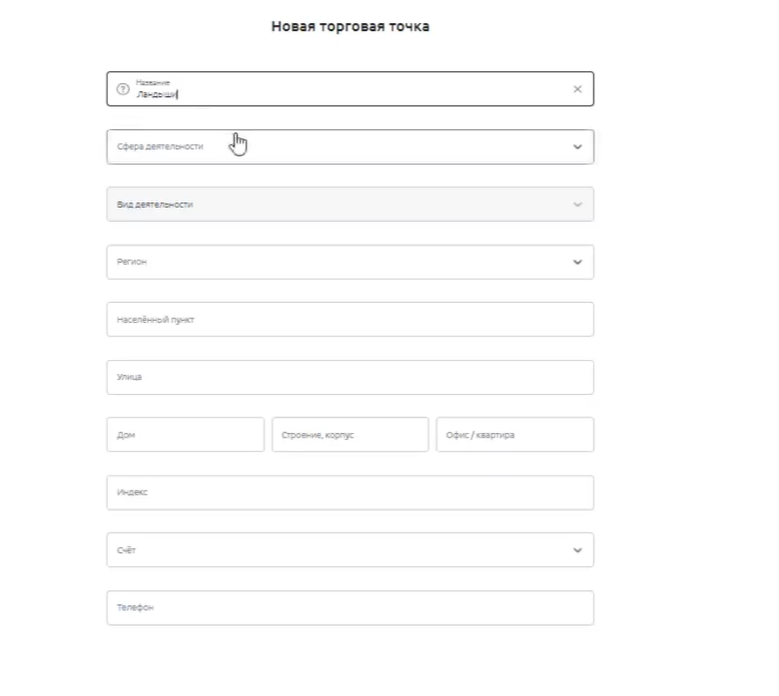 Новая торговая точка
Название
Ландыши
Сфера деятельности
Вид деятельности
Регион
Населённый пункт
Улица
Дом Строение, корпус Офис / квартира
Индекс
Счёт
Телефон